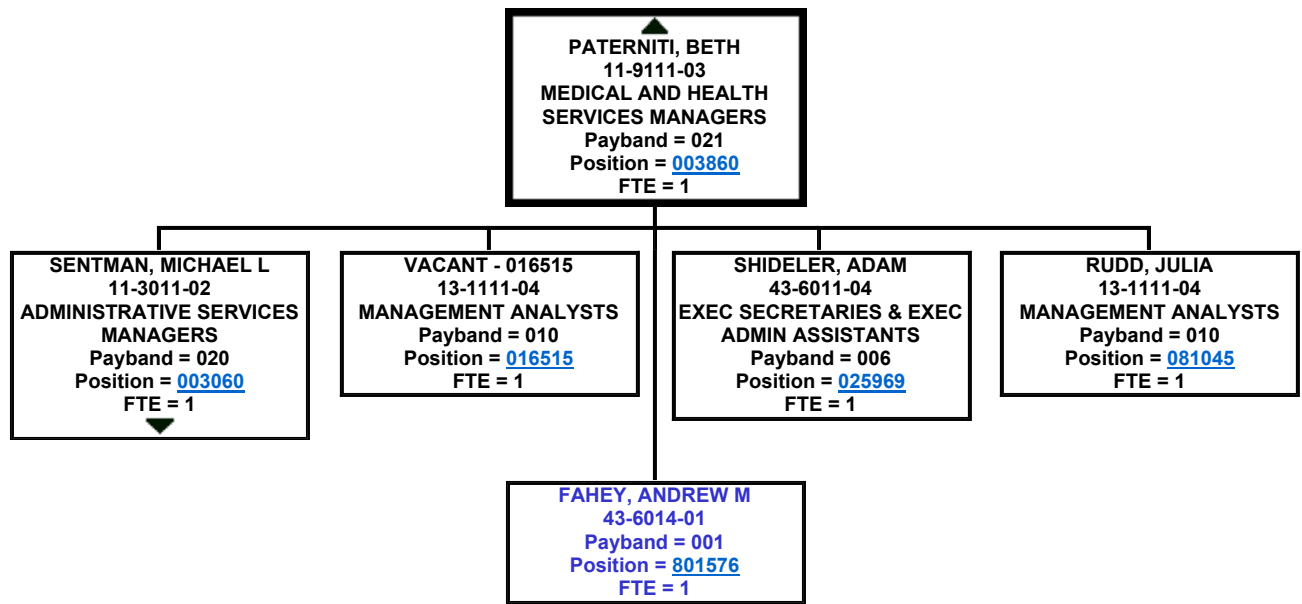 PATERNITI, BETH
11-9111-03
MEDICAL AND HEALTH
SERVICES MANAGERS
Payband = 021
Position = 003860
FTE = 1
SENTMAN, MICHAEL L
11-3011-02
ADMINISTRATIVE SERVICES
MANAGERS
Payband = 020
Position = 003060
FTE = 1
VACANT - 016515
13-1111-04
MANAGEMENT ANALYSTS
Payband = 010
Position = 016515
FTE = 1
SHIDELER, ADAM
43-6011-04
EXEC SECRETARIES & EXEC
ADMIN ASSISTANTS
Payband = 006
Position = 025969
FTE = 1
RUDD, JULIA
13-1111-04
MANAGEMENT ANALYSTS
Payband = 010
Position = 081045
FTE = 1
FAHEY, ANDREW M
43-6014-01
Payband = 001
Position = 801576
FTE = 1